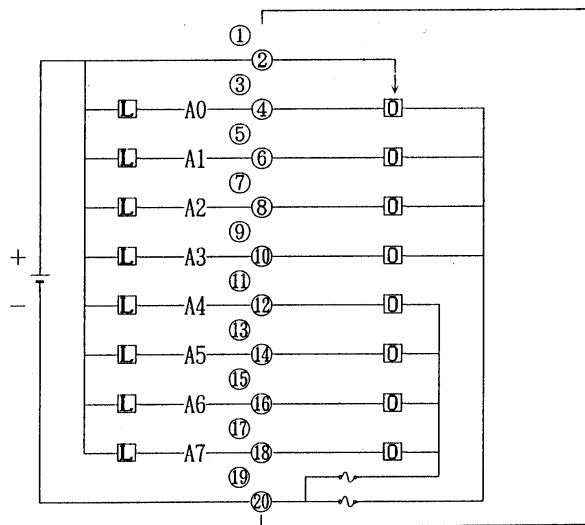 ①
②
③
L A0 ④ O
⑤
L A1 ⑥ O
⑦
L A2 ⑧ O
⑨
L A3 ⑩ O
+
⑪
−
L A4 ⑫ O
⑬
L A5 ⑭ O
⑮
L A6 ⑯ O
⑰
L A7 ⑱ O
⑲
⑳